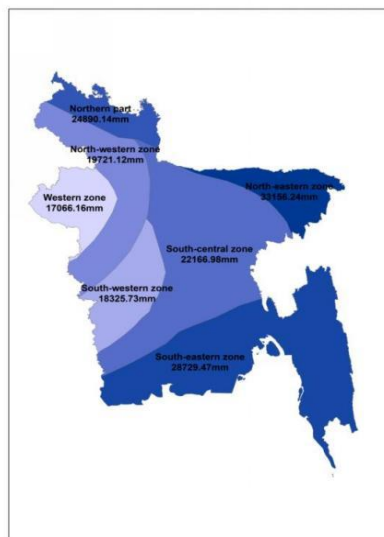 Northern part
24690.14mm
North-western zone
19721.12mm
North-eastern zone
33156.24mm
Western zone
17066.16mm
South-central zone
22166.98mm
South-western zone
18325.73mm
South-eastern zone
28729.47mm